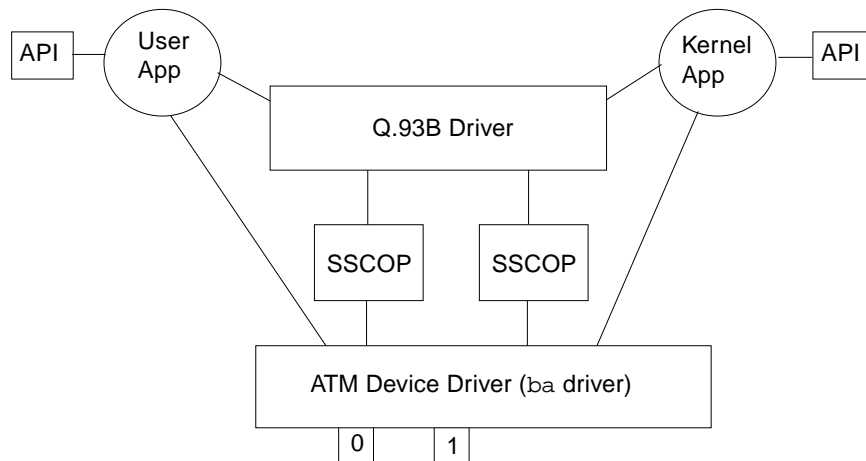 API
User
App
Kernel
App
API
Q.93B Driver
SSCOP
SSCOP
ATM Device Driver (ba driver)
0
1